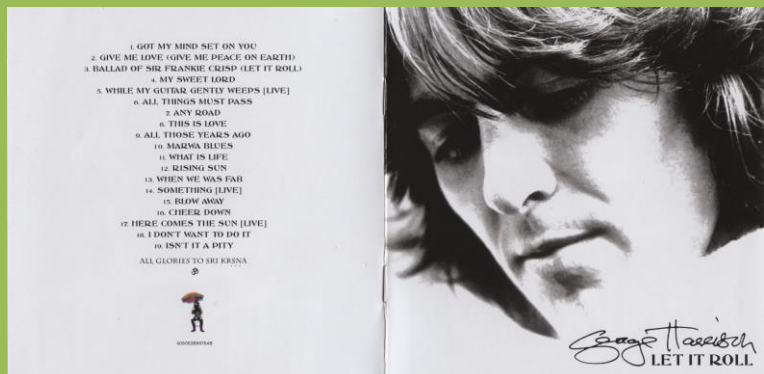 1. GOT MY MIND SET ON YOU
2. GIVE ME LOVE (GIVE ME PEACE ON EARTH)
3. BALLAD OF SIR FRANKIE CRISP (LET IT ROLL)
4. MY SWEET LORD
5. WHILE MY GUITAR GENTLY WEEPS [LIVE]
6. ALL THINGS MUST PASS
7. ANY ROAD
8. THIS IS LOVE
9. ALL THOSE YEARS AGO
10. MARWA BLUES
11. WHAT IS LIFE
12. RISING SUN
13. WHEN WE WAS FAB
14. SOMETHING [LIVE]
15. BLOW AWAY
16. CHEER DOWN
17. HERE COMES THE SUN [LIVE]
18. I DON'T WANT TO DO IT
19. ISN'T IT A PITY
ALL GLORIES TO SRI KRSNA
ॐ
George Harrison
LET IT ROLL